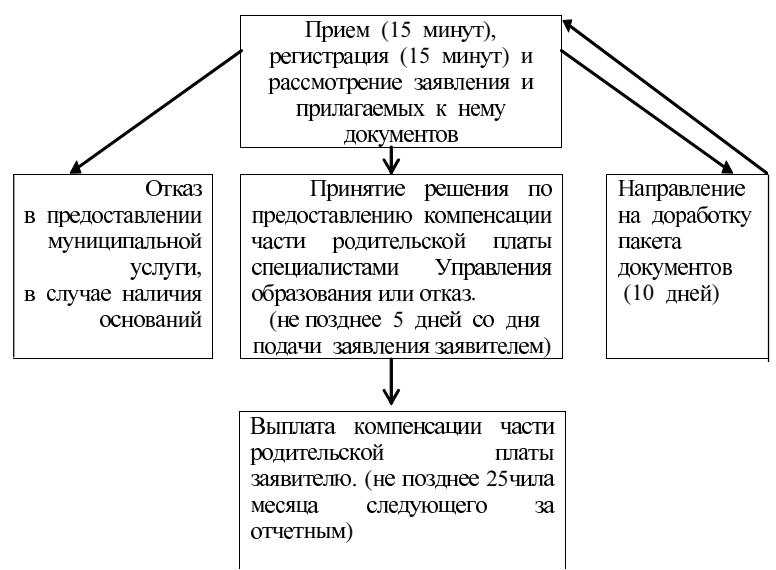 Прием (15 минут),
регистрация (15 минут) и
рассмотрение заявления и
прилагаемых к нему
документов
Отказ
в предоставлении
муниципальной
услуги,
в случае наличия
оснований
Принятие решения по
предоставлению компенсации
части родительской платы
специалистами Управления
образования или отказ.
(не позднее 5 дней со дня
подачи заявления заявителем)
Направление
на доработку
пакета
документов
(10 дней)
Выплата компенсации части
родительской платы
заявителю. (не позднее 25чила
месяца следующего за
отчетным)